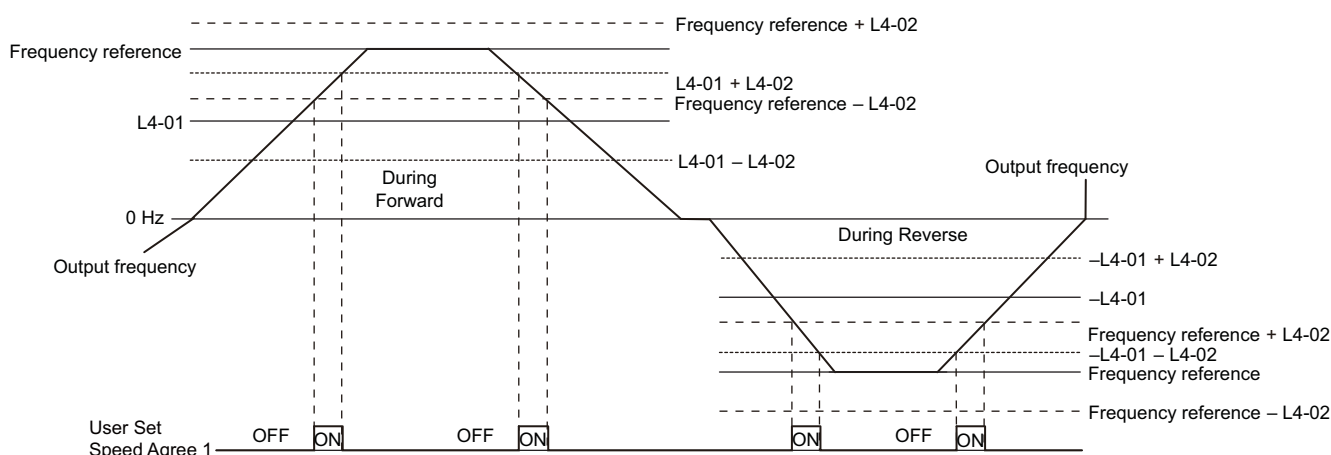 Frequency reference + L4-02
Frequency reference
L4-01 + L4-02
Frequency reference – L4-02
L4-01
L4-01 – L4-02
During
Forward
Output frequency
0 Hz
During Reverse
Output frequency
–L4-01 + L4-02
–L4-01
Frequency reference + L4-02
–L4-01 – L4-02
Frequency reference
Frequency reference – L4-02
User Set
Speed Agree 1
OFF ON OFF ON ON OFF ON